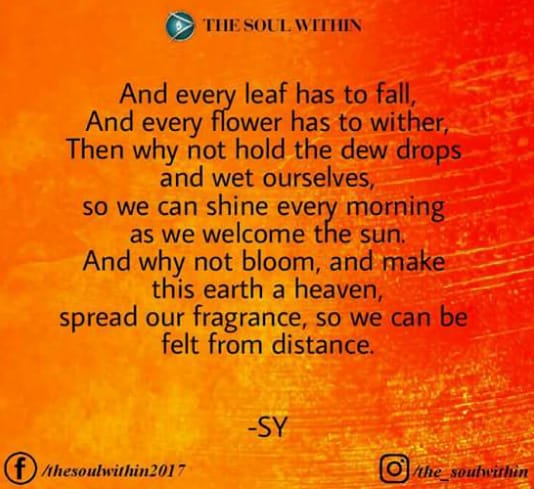 THE SOUL WITHIN
And every leaf has to fall,
And every flower has to wither,
Then why not hold the dew drops
and wet ourselves,
so we can shine every morning
as we welcome the sun.
And why not bloom, and make
this earth a heaven,
spread our fragrance, so we can be
felt from distance.
-SY
/thesoulwithin2017
/the_soulwithin